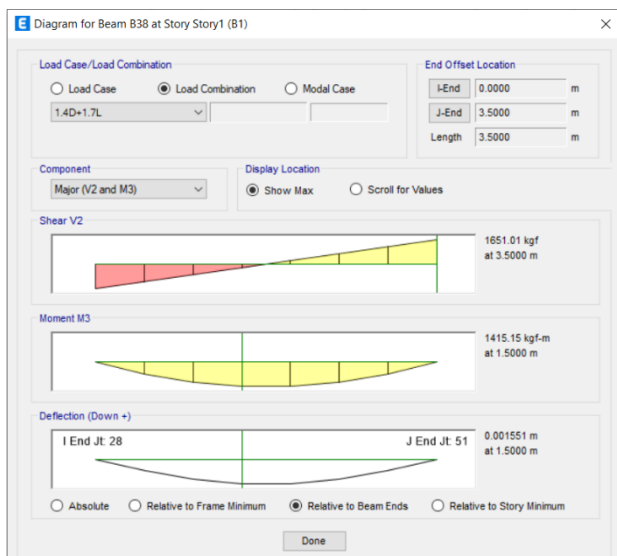 E Diagram for Beam B38 at Story Story1 (B1)
Load Case/Load Combination
Load Case Load Combination Modal Case
1.4D+1.7L
End Offset Location
I-End 0.0000 m
J-End 3.5000 m
Length 3.5000 m
Component
Major (V2 and M3)
Display Location
Show Max Scroll for Values
Shear V2
1651.01 kgf
at 3.5000 m
Moment M3
1415.15 kgf-m
at 1.5000 m
Deflection (Down +)
I End Jt: 28 J End Jt: 51
0.001551 m
at 1.5000 m
Absolute Relative to Frame Minimum Relative to Beam Ends Relative to Story Minimum
Done